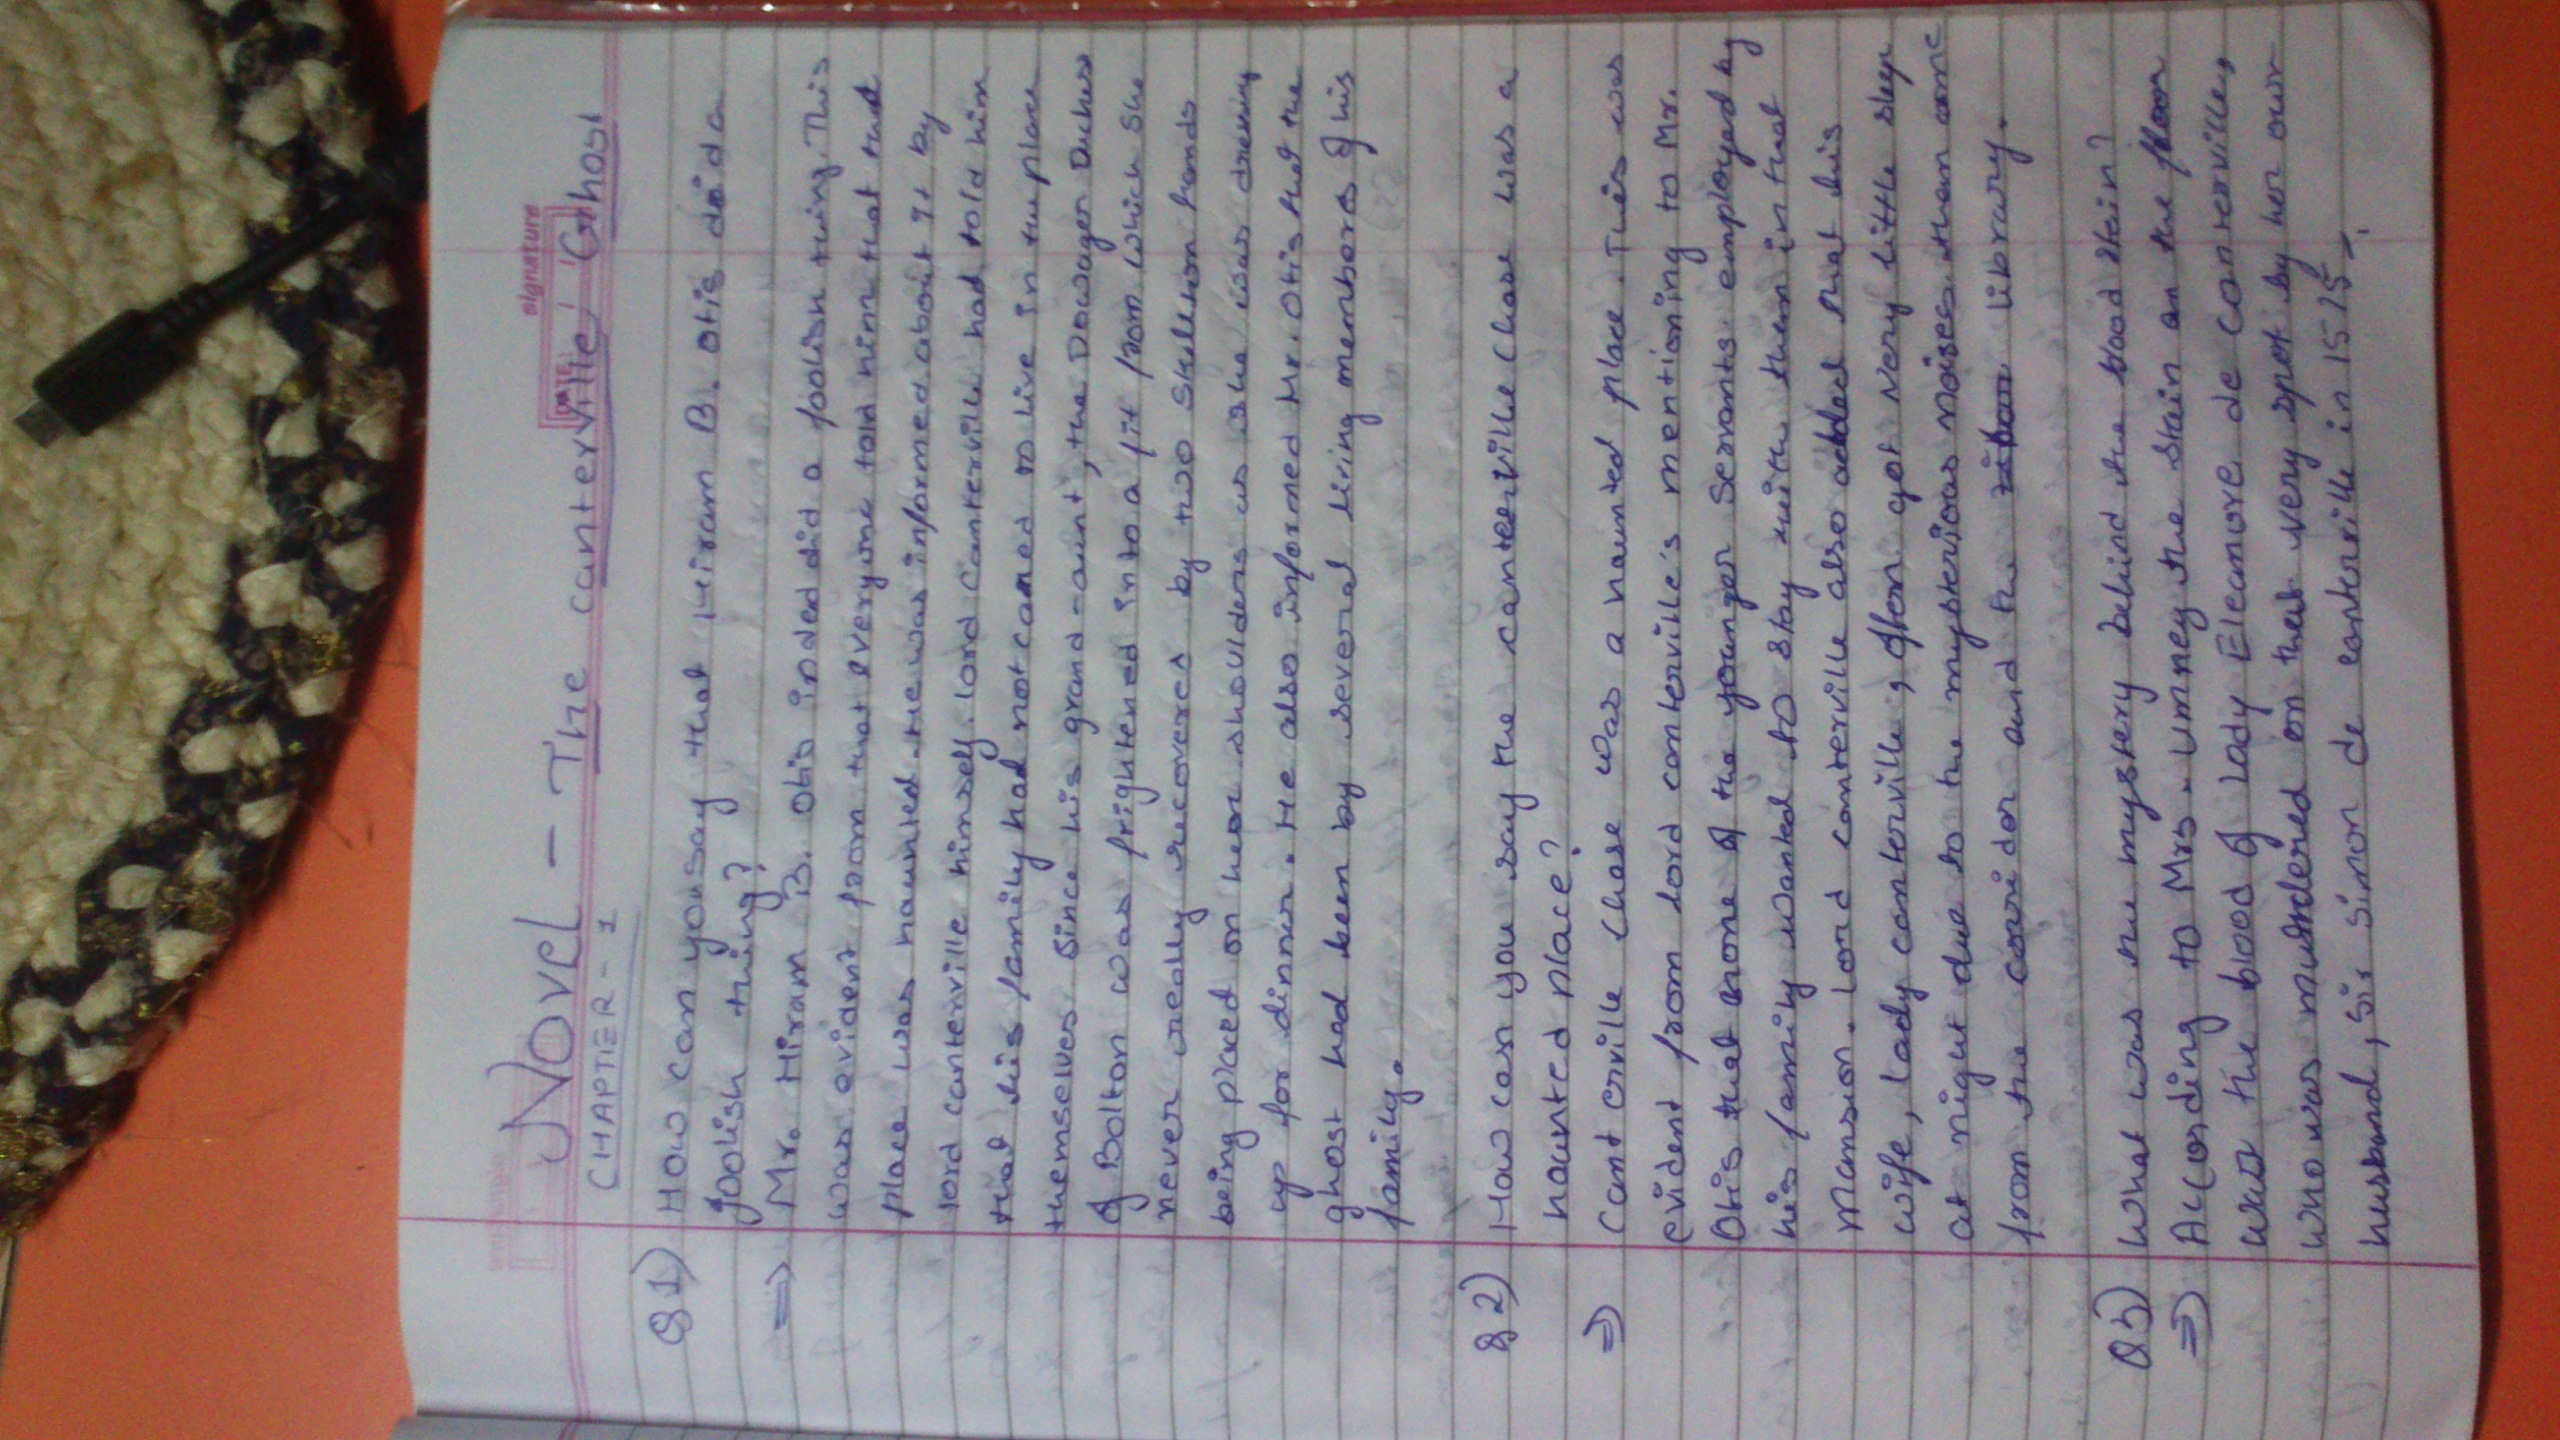 signature
DATE
Novel - The canterville Ghost
CHAPTIER - 1
Q1) How can you say that Hiram B. Otis did a
foolish thing?
⇒ Mr. Hiram B. Otis inded did a foolish thing. This
was evident from that everyone told him that that
place was haunted. He was informed about it by
lord canterville himself. lord Canterville had told him
that his family had not cared to live in the place
themselves since his grand-aunt, the Dowager Duches
of Bolton was frightened into a fit from which she
never really recovered by two skeleton hands
being placed on her shoulders as she was dressing
up for dinner. He also informed Mr. Otis that the
ghost had been by several living members of his
family.
Q2) How can you say the canterville Chase was a
haunted place?
⇒ Canterville Chase was a haunted place. This was
evident from lord canterville's mentioning to Mr.
Otis that none of the younger servants employed by
his family wanted to stay with them in that
mansion. Lord canterville also added that his
wife, lady canterville, often got very little sleep
at night due to the mysterious noises than come
from the corridor and the library.
Q3) What was the mystery behind the blood stain?
⇒ According to Mrs. Umney the stain on the floor
was the blood of lady Eleanore de canterville,
who was murdered on that very spot by her own
husband, Sir Simon de canterville in 1575.